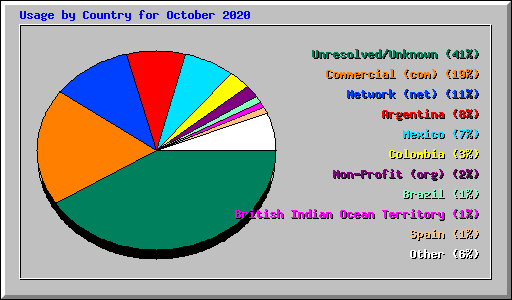 Usage by Country for October 2020
Unresolved/Unknown (41%)
Commercial (com) (19%)
Network (net) (11%)
Argentina (8%)
Mexico (7%)
Colombia (3%)
Non-Profit (org) (2%)
Brazil (1%)
British Indian Ocean Territory (1%)
Spain (1%)
Other (6%)